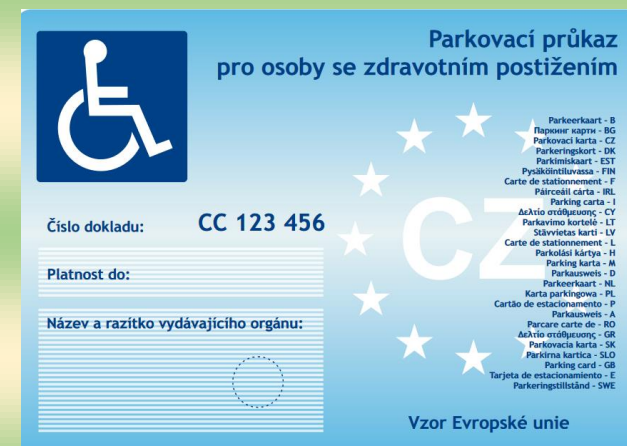 Parkovací průkaz
pro osoby se zdravotním postižením
Číslo dokladu: CC 123 456
Platnost do:
Název a razítko vydávajícího orgánu:
CZ
Parkeerkaart - B
Паркинг карти - BG
Parkovaci karta - CZ
Parkeringskort - DK
Parkimiskaart - EST
Pysäköintiluvassa - FIN
Carte de stationnement - F
Páirceáil cárta - IRL
Parking carta - I
Δελτίο στάθμευσης - CY
Parkavimo kortelė - LT
Stāvvietas karti - LV
Carte de stationnement - L
Parkolási kártya - H
Parking karta - M
Parkausweis - D
Parkeerkaart - NL
Karta parkingowa - PL
Cartão de estacionamento - P
Parkausweis - A
Parcare carte de - RO
Δελτίο στάθμευσης - GR
Parkovacia karta - SK
Parkirna kartica - SLO
Parking card - GB
Tarjeta de estacionamiento - E
Parkeringstillstånd - SWE
Vzor Evropské unie